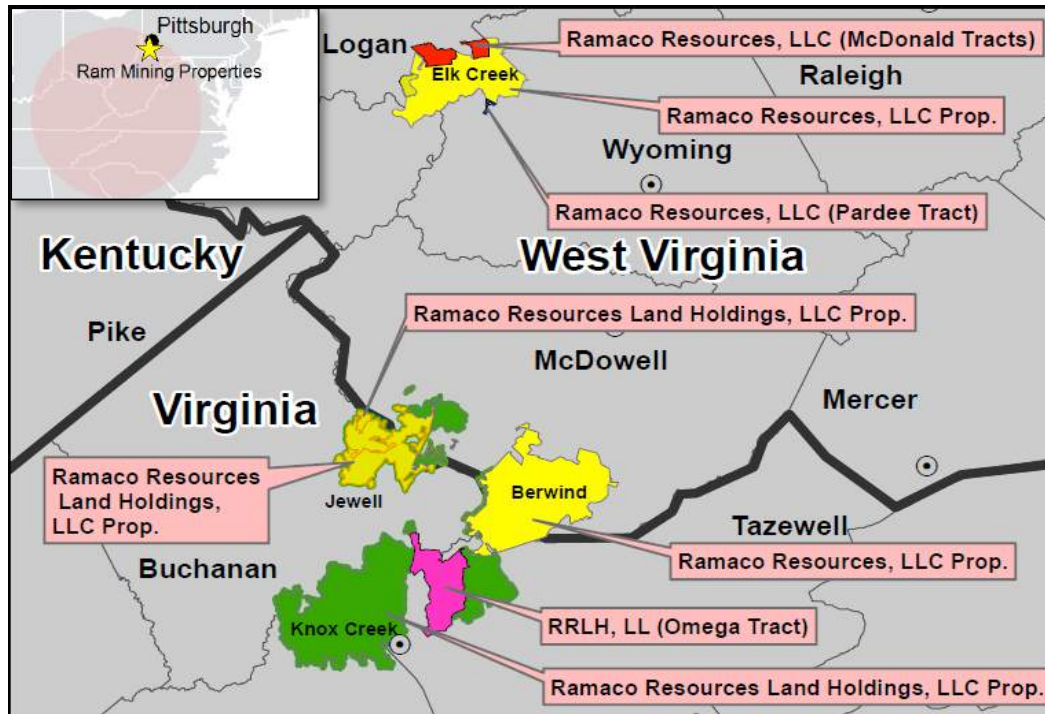 Pittsburgh
Ram Mining Properties
Logan
Ramaco Resources, LLC (McDonald Tracts)
Elk Creek
Raleigh
Ramaco Resources, LLC Prop.
Wyoming
Ramaco Resources, LLC (Pardee Tract)
Kentucky
West Virginia
Ramaco Resources Land Holdings, LLC Prop.
Pike
McDowell
Virginia
Mercer
Ramaco Resources
Land Holdings,
LLC Prop.
Jewell
Berwind
Tazewell
Buchanan
Ramaco Resources, LLC Prop.
RRLH, LL (Omega Tract)
Knox Creek
Ramaco Resources Land Holdings, LLC Prop.